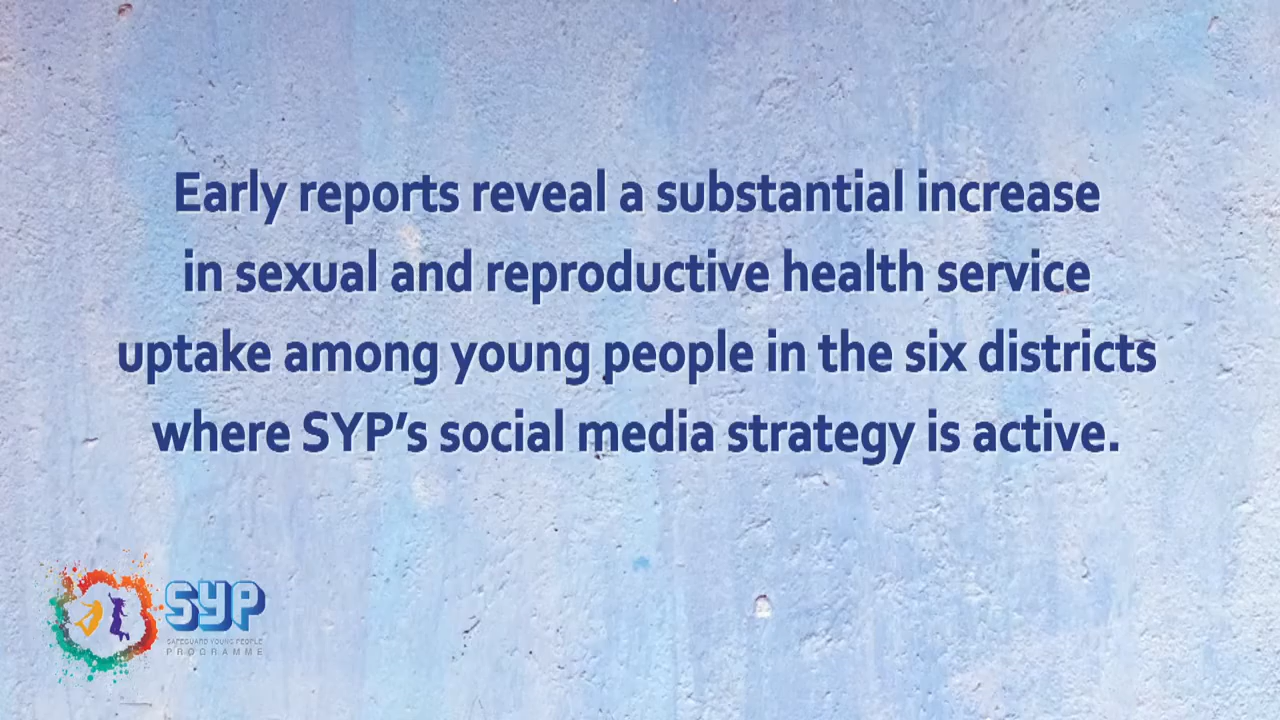 Early reports reveal a substantial increase
in sexual and reproductive health service
uptake among young people in the six districts
where SYP’s social media strategy is active.
SYP
SAFEGUARD YOUNG PEOPLE
PROGRAMME